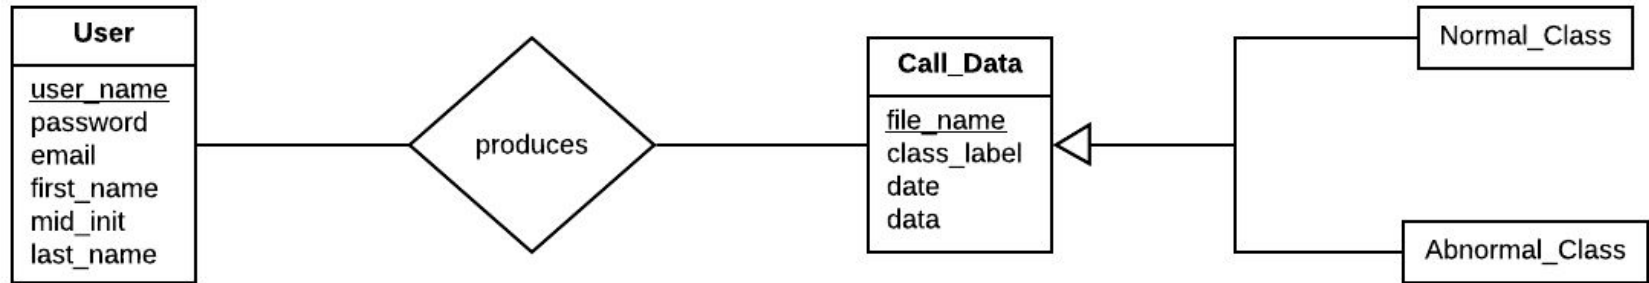 User
user_name
password
email
first_name
mid_init
last_name
produces
Call_Data
file_name
class_label
date
data
Normal_Class
Abnormal_Class